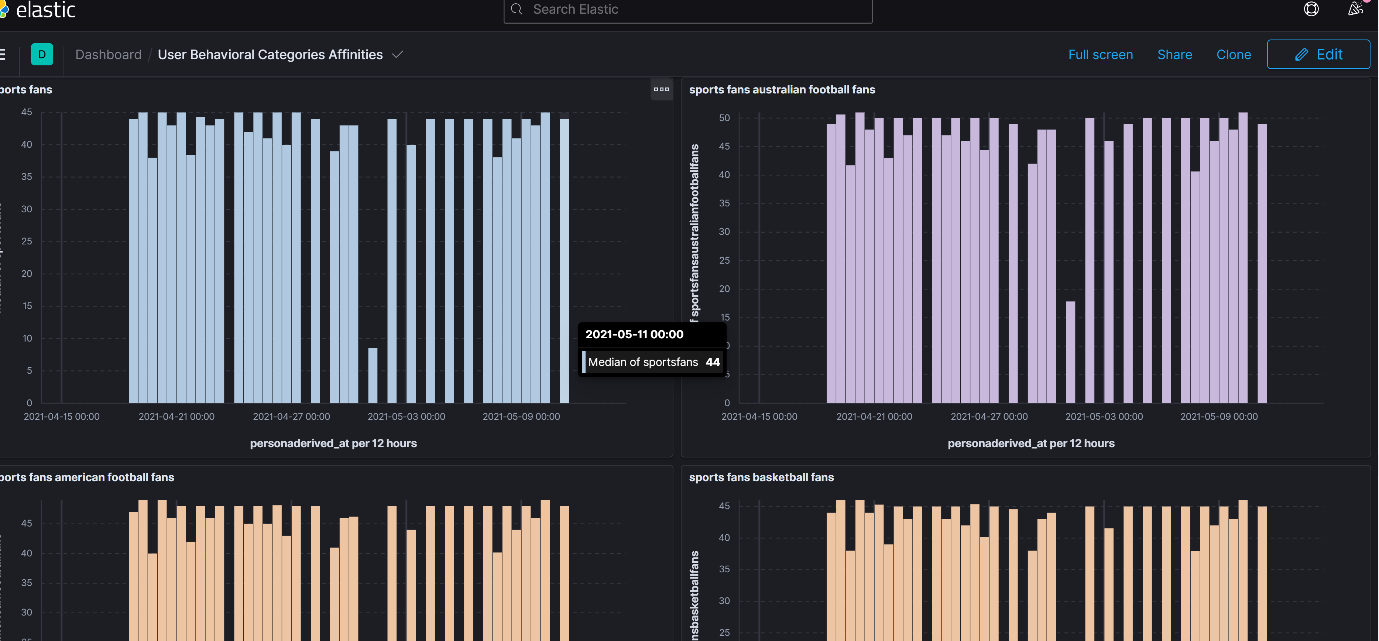 elastic
Search Elastic
D
Dashboard / User Behavioral Categories Affinities
Full screen
Share
Clone
Edit
ports fans
45
40
35
30
25
20
15
10
5
0
2021-04-15 00:00
2021-04-21 00:00
2021-04-27 00:00
2021-05-03 00:00
2021-05-09 00:00
personaderived_at per 12 hours
2021-05-11 00:00
Median of sportsfans 44
sports fans australian football fans
f sportsfansaustralianfootballfans
50
45
40
35
30
25
20
15
5
0
2021-04-15 00:00
2021-04-21 00:00
2021-04-27 00:00
2021-05-03 00:00
2021-05-09 00:00
personaderived_at per 12 hours
ports fans american football fans
45
40
35
30
25
sports fans basketball fans
nsbasketballfans
45
40
35
30
25